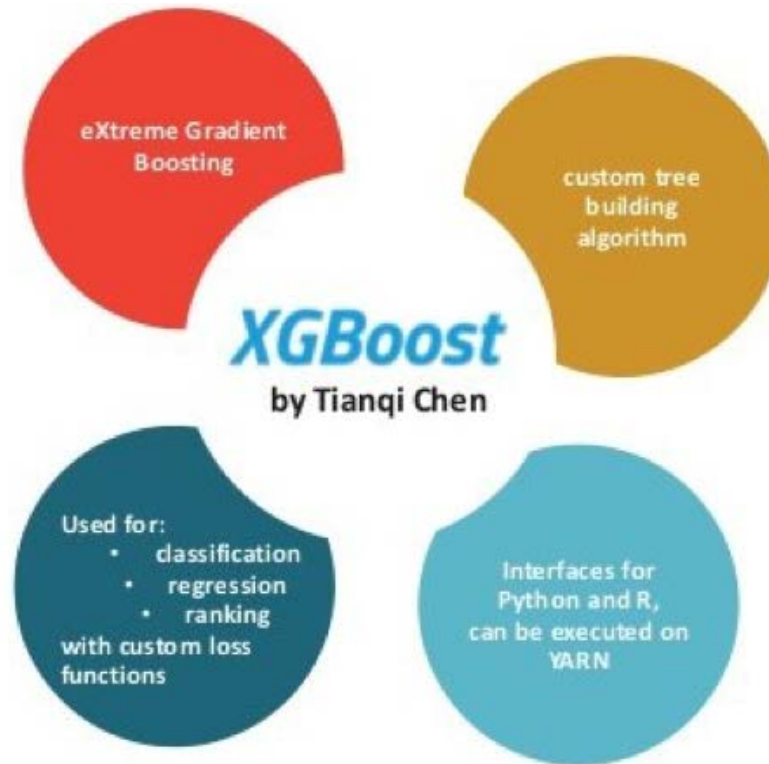 eXtreme Gradient
Boosting
custom tree
building
algorithm
XGBoost
by Tianqi Chen
Used for:
• classification
• regression
• ranking
with custom loss
functions
Interfaces for
Python and R,
can be executed on
YARN